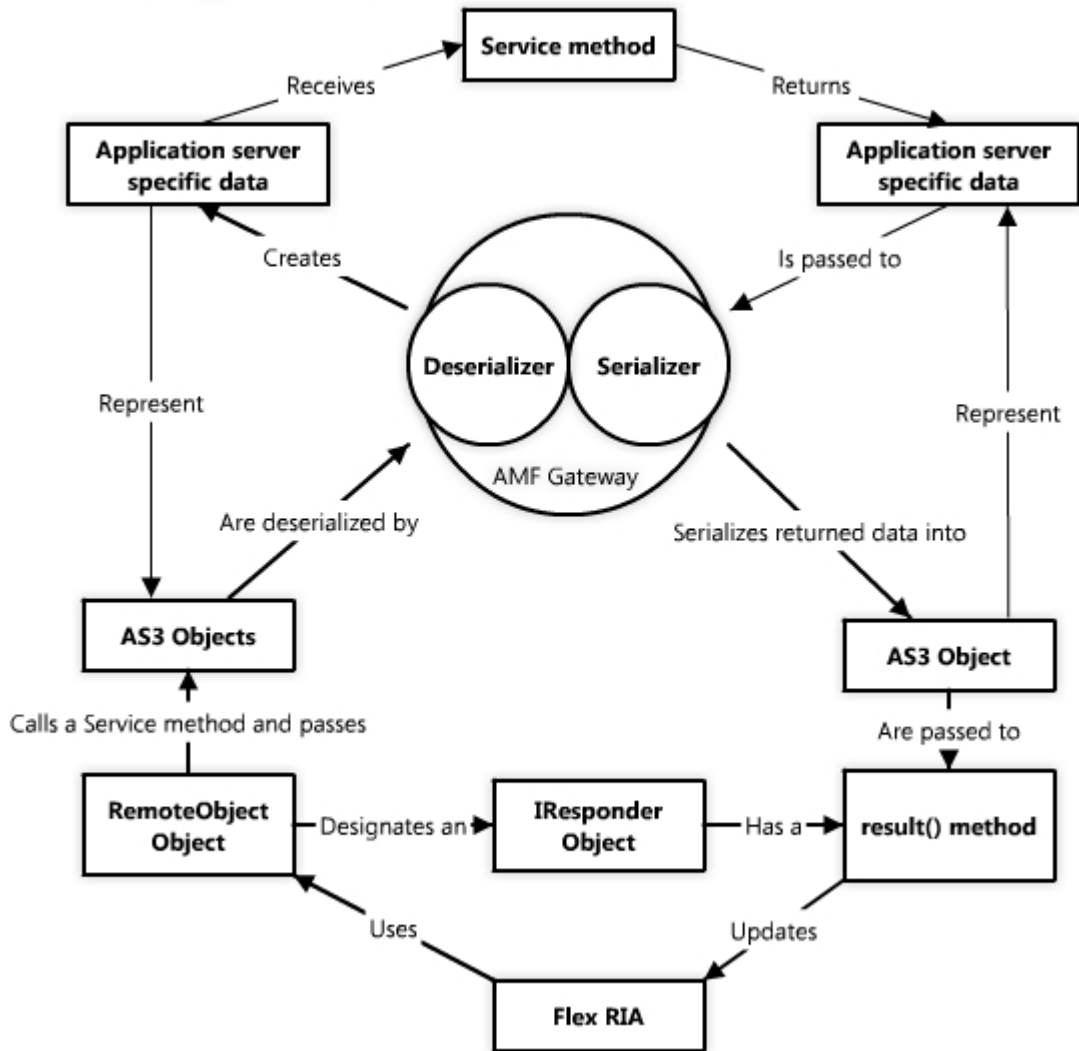 Service method
Receives
Returns
Application server
specific data
Application server
specific data
Creates
Is passed to
Deserializer
Serializer
Represent
Represent
AMF Gateway
Are deserialized by
Serializes returned data into
AS3 Objects
AS3 Object
Calls a Service method and passes
Are passed to
RemoteObject
Object
Designates an
IResponder
Object
Has a
result() method
Uses
Updates
Flex RIA